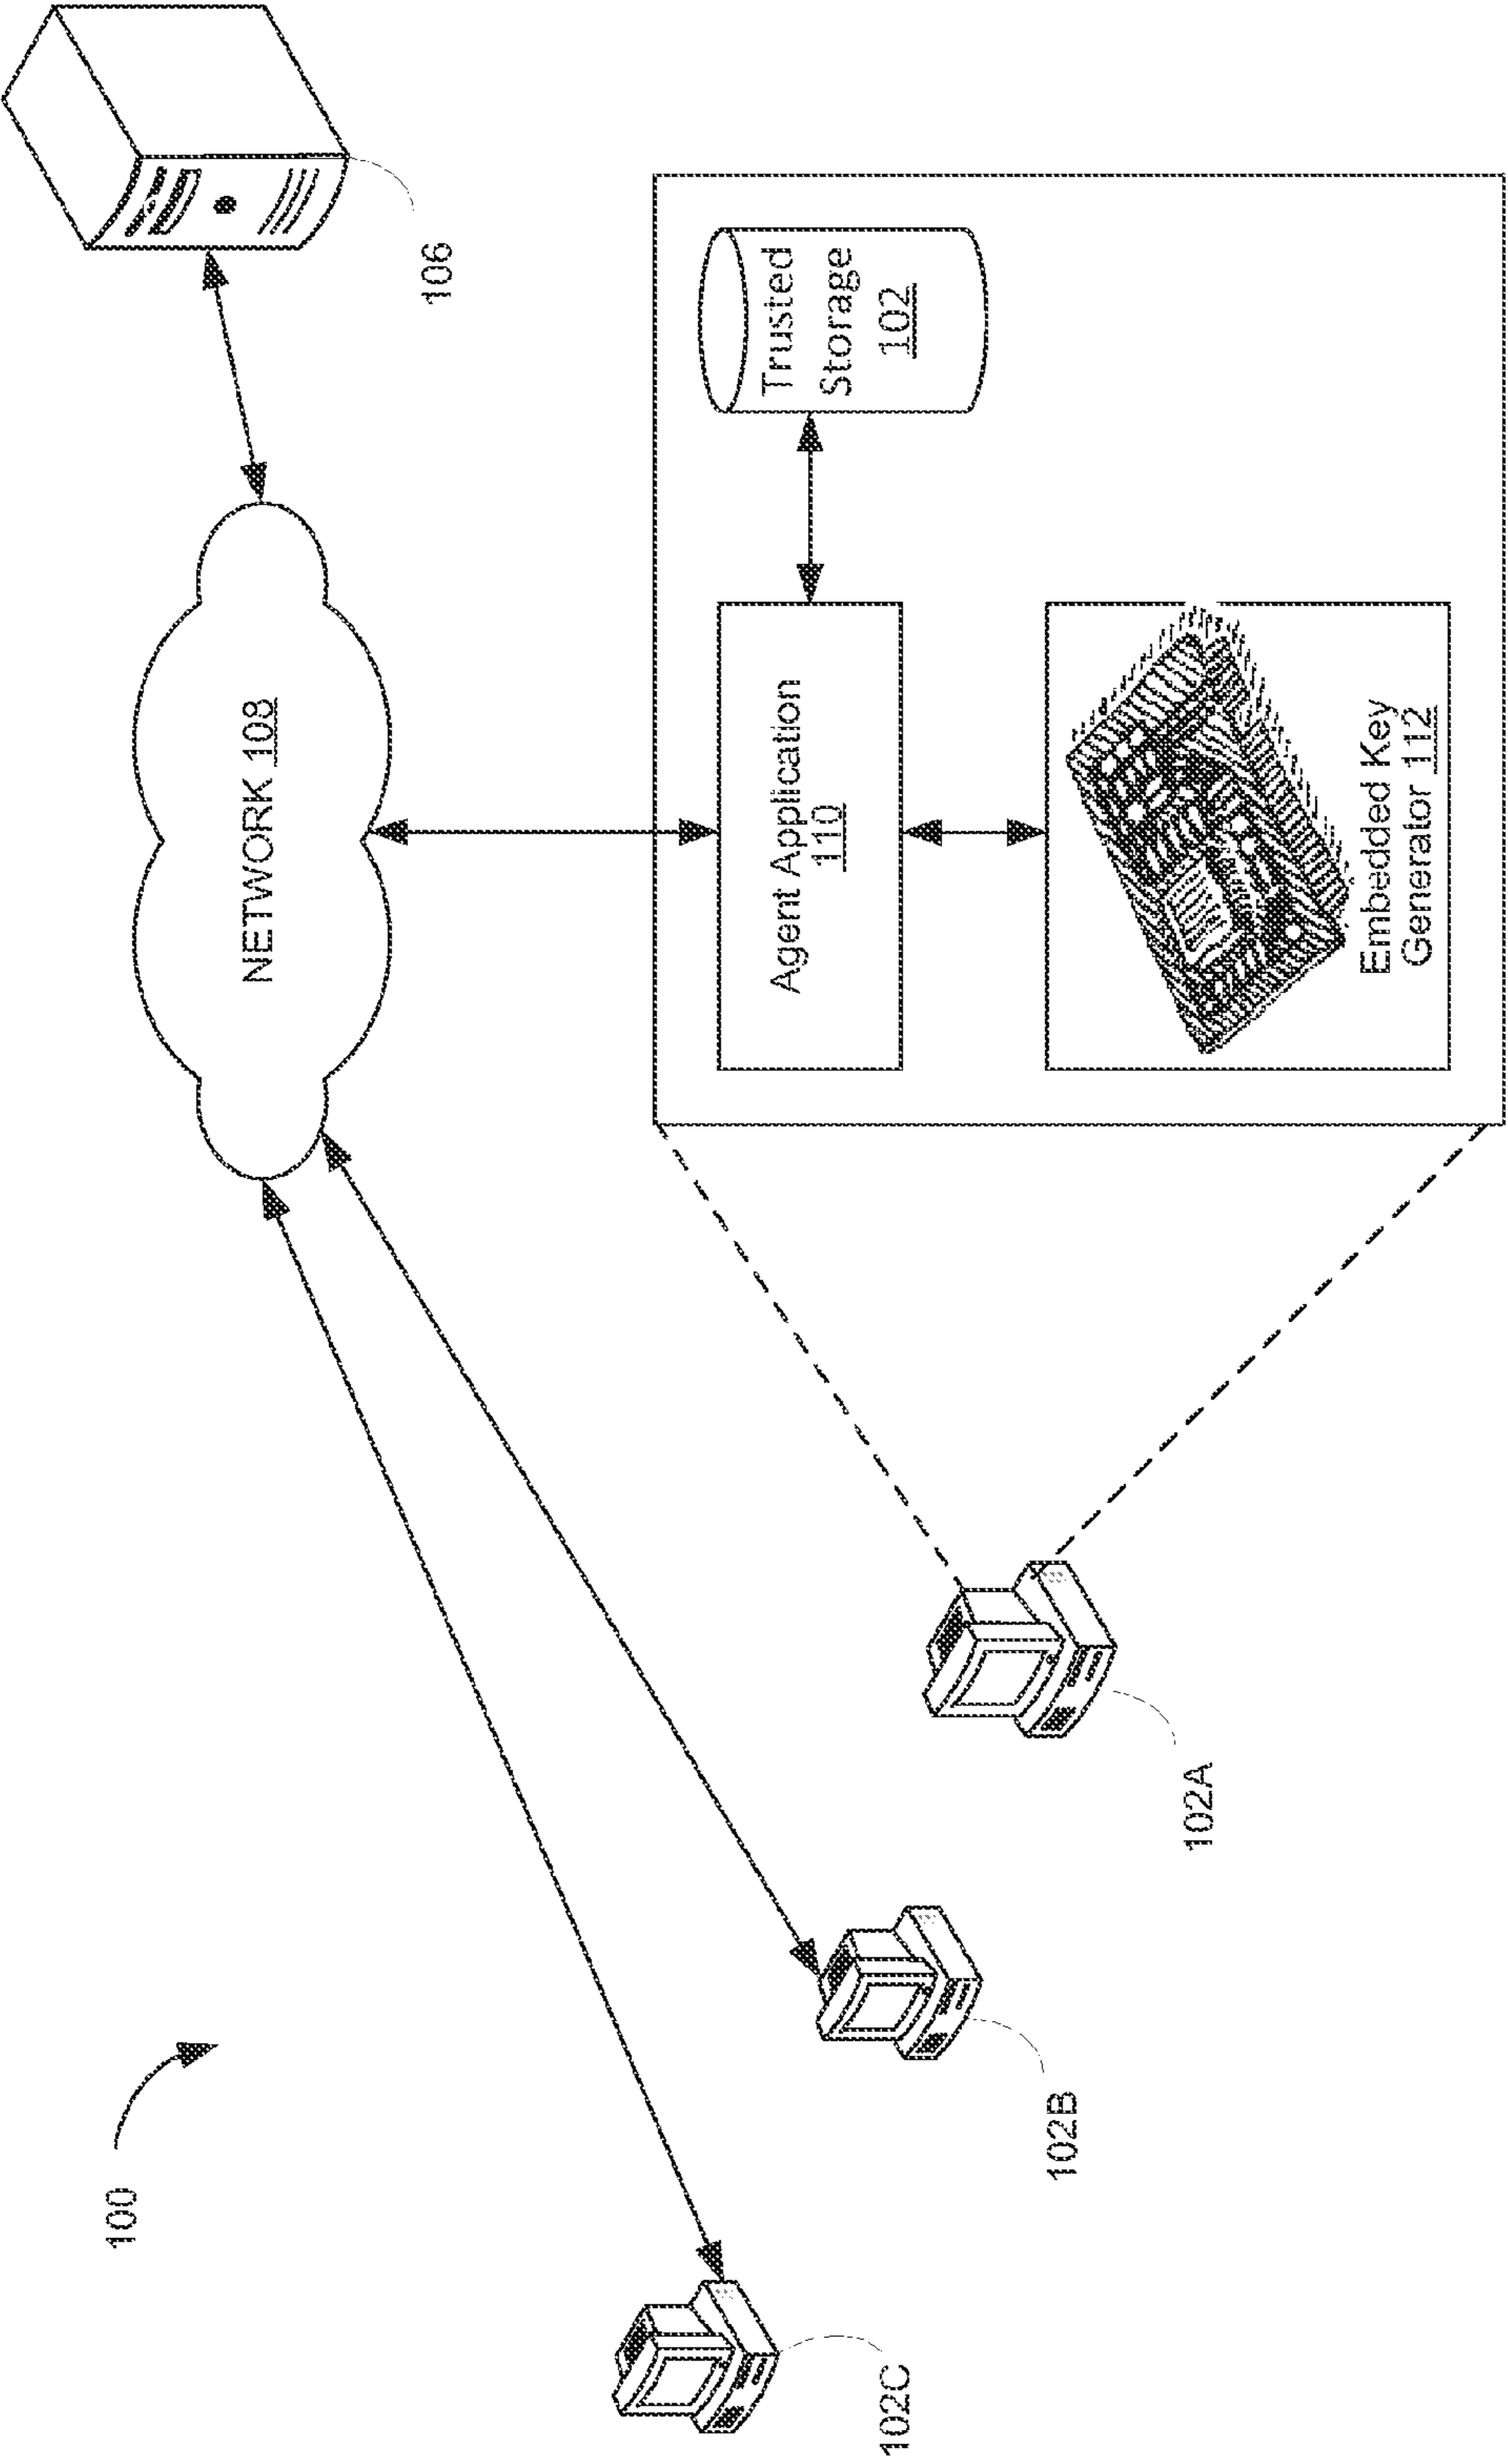 100
102C
102B
102A
NETWORK 108
106
Agent Application
110
Trusted
Storage
102
Embedded Key
Generator 112